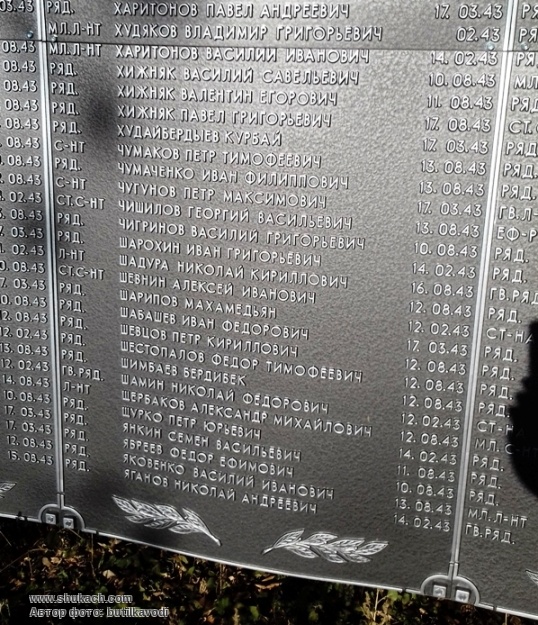 РЯД. ХАРИТОНОВ ПАВЕЛ АНДРЕЕВИЧ 17.03.43
МЛ.Л-НТ ХУДЯКОВ ВЛАДИМИР ГРИГОРЬЕВИЧ 02.43
МЛ.Л-НТ ХАРИТОНОВ ВАСИЛИИ ИВАНОВИЧ 14.02.43
РЯД. ХИЖНЯК ВАСИЛИЙ САВЕЛЬЕВИЧ 10.08.43
РЯД. ХИЖНЯК ВАЛЕНТИН ЕГОРОВИЧ 11.08.43
РЯД. ХИЖНЯК ПАВЕЛ ГРИГОРЬЕВИЧ 17.08.43
РЯД. ХУДАЙБЕРДЫЕВ КУРБАЙ 17.03.43
С-НТ ЧУМАКОВ ПЕТР ТИМОФЕЕВИЧ 13.08.43
РЯД. ЧУМАЧЕНКО ИВАН ФИЛИППОВИЧ 13.08.43
С-НТ ЧУГУНОВ ПЕТР МАКСИМОВИЧ 17.03.43
СТ.С-НТ ЧИШИЛОВ ГЕОРГИЙ ВАСИЛЬЕВИЧ 13.08.43
РЯД. ЧИГРИНОВ ВАСИЛИЙ ГРИГОРЬЕВИЧ 10.08.43
РЯД. ШАРОХИН ИВАН ГРИГОРЬЕВИЧ 14.02.43
Л-НТ ШАДУРА НИКОЛАЙ КИРИЛЛОВИЧ 16.08.43
СТ.С-НТ ШЕВНИН АЛЕКСЕЙ ИВАНОВИЧ 12.08.43
РЯД. ШАРИПОВ МАХАМЕДЬЯН 12.02.43
РЯД. ШАБАШЕВ ИВАН ФЕДОРОВИЧ 17.03.43
РЯД. ШЕВЦОВ ПЕТР КИРИЛЛОВИЧ 12.08.43
РЯД. ШЕСТОПАЛОВ ФЕДОР ТИМОФЕЕВИЧ 12.08.43
РЯД. ШИМБАЕВ БЕРДИБЕК 12.02.43
ГВ.РЯД. ШАМИН НИКОЛАЙ ФЕДОРОВИЧ 12.08.43
Л-НТ ЩЕРБАКОВ АЛЕКСАНДР МИХАЙЛОВИЧ 12.08.43
РЯД. ЩУРКО ПЕТР ЮРЬЕВИЧ 14.02.43
РЯД. ЯНКИН СЕМЕН ВАСИЛЬЕВИЧ 11.08.43
РЯД. ЯБРЕЕВ ФЕДОР ЕФИМОВИЧ 10.08.43
РЯД. ЯКОВЕНКО ВАСИЛИЙ ИВАНОВИЧ 13.08.43
РЯД. ЯГАНОВ НИКОЛАЙ АНДРЕЕВИЧ 14.02.43
www.shukach.com
Автор фото: butilkavodi